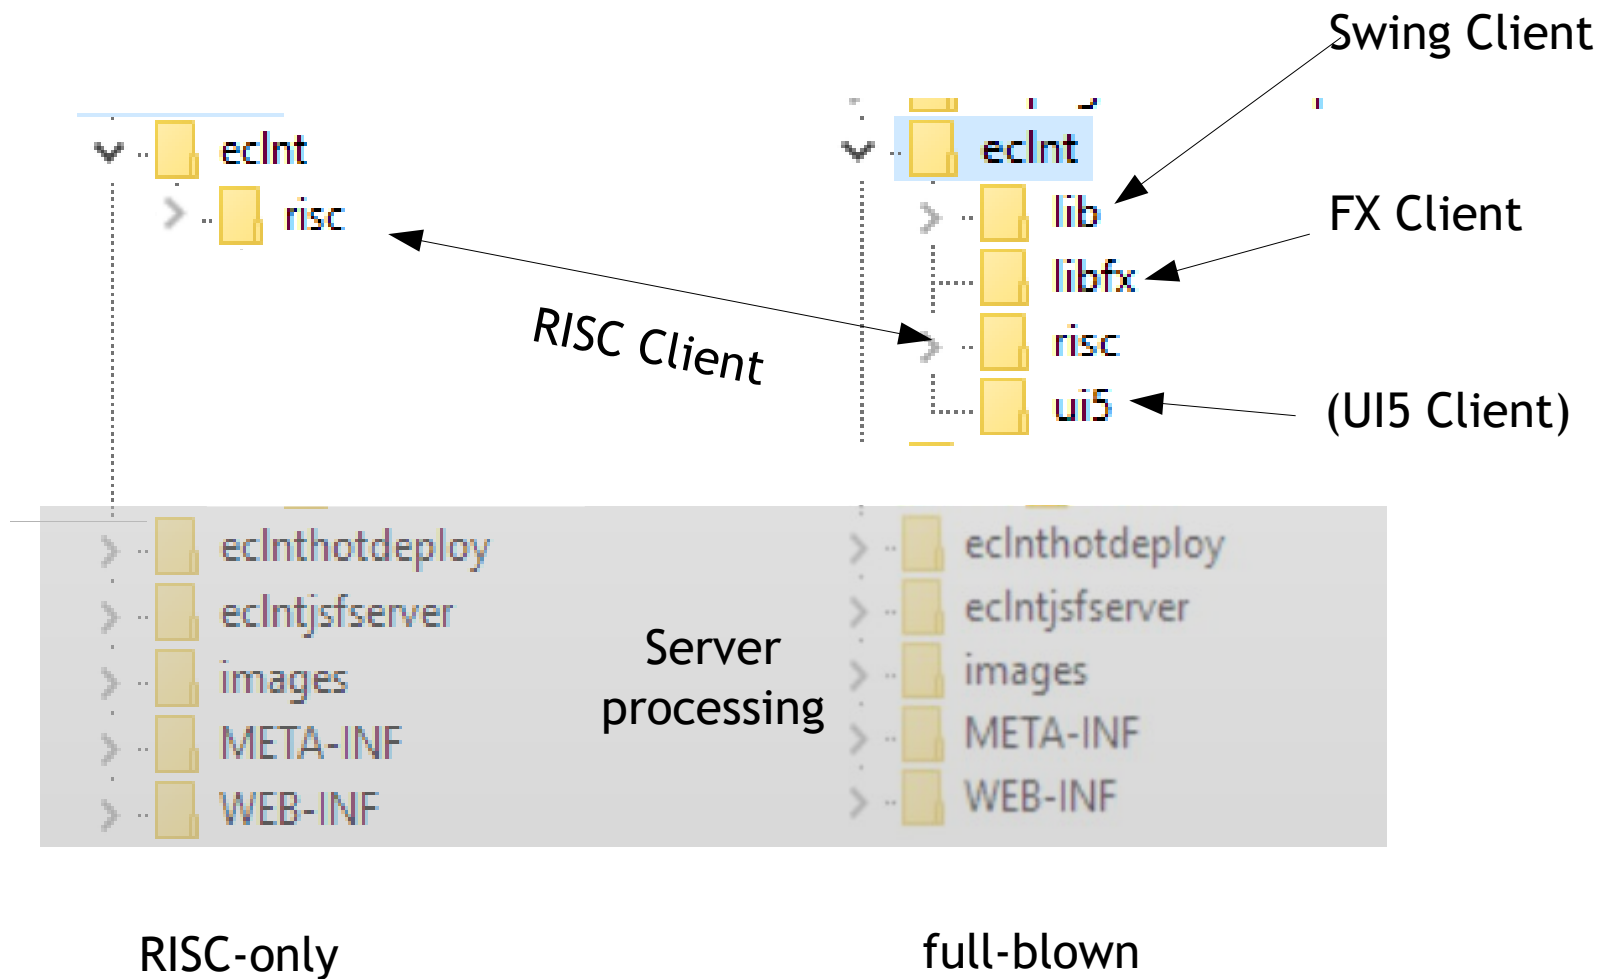 Swing Client
eclnt
risc
RISC Client
eclnt
lib
libfx
risc
ui5
FX Client
(UI5 Client)
eclnthotdeploy
eclntjsfserver
images
META-INF
WEB-INF
Server
processing
eclnthotdeploy
eclntjsfserver
images
META-INF
WEB-INF
RISC-only
full-blown